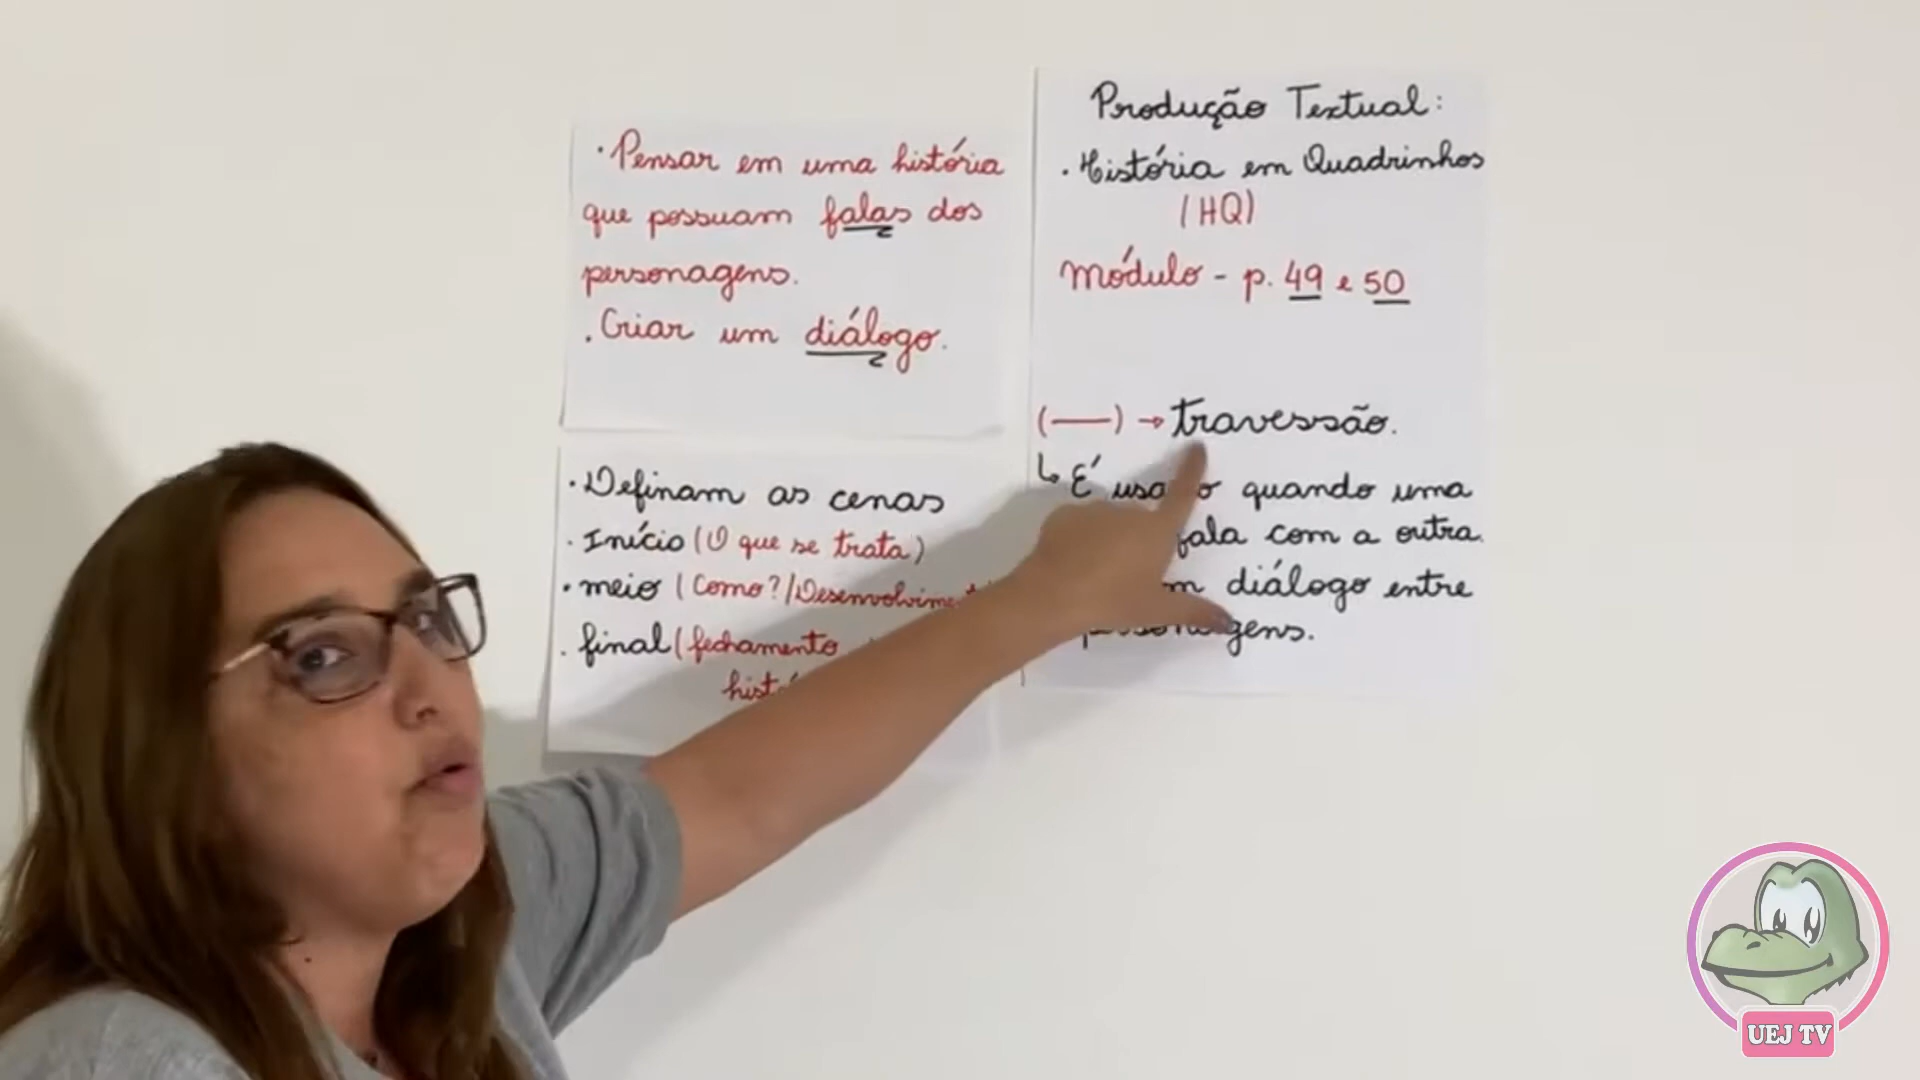 · Pensar em uma história
que possuam falas dos
personagens.
. Criar um diálogo.
· Definam as cenas
· Início (O que se trata)
· meio (Como?/Desenvolvimento
. final (fechamento
Produção Textual:
· História em Quadrinhos
(HQ)
Módulo - p. 49 e 50
(—) → travessão.
↳ É quando uma
fala com a outra.
diálogo entre
UEJ TV